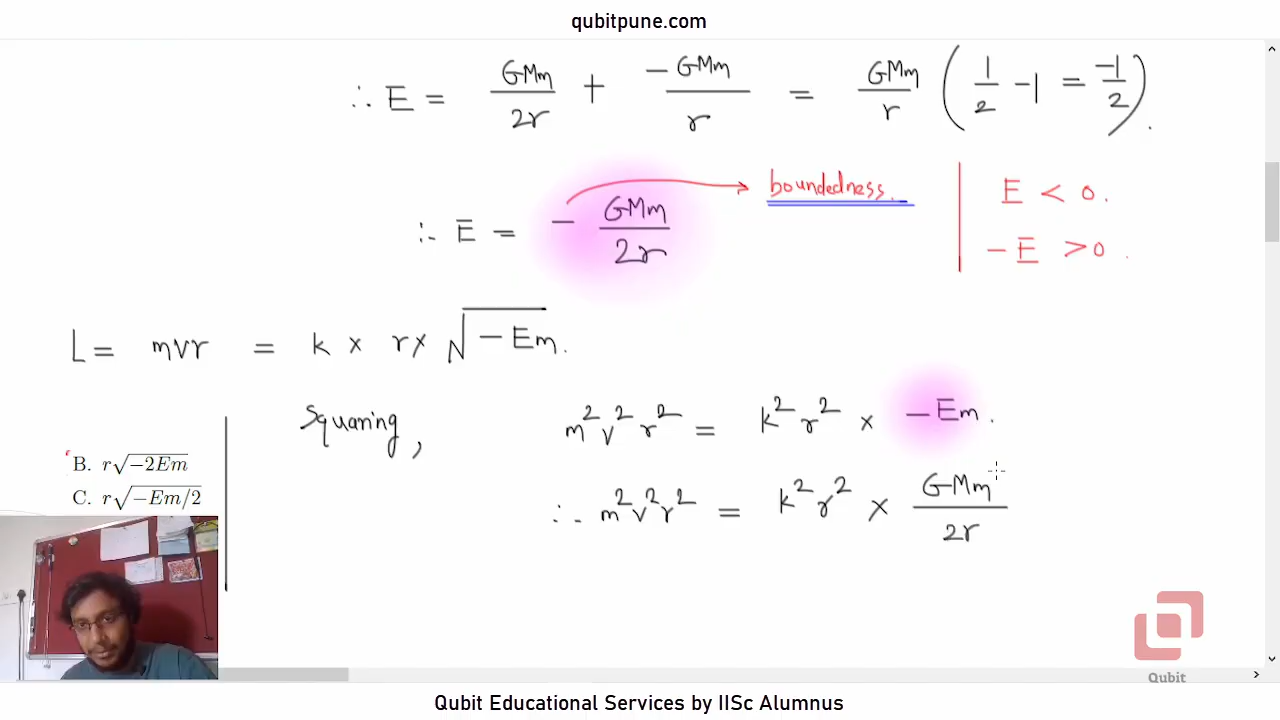 qubitpune.com
∴ E = GMm/2r + -GMm/r = GMm/r (1/2 -1 = -1/2).
∴ E = - GMm/2r → boundedness. | E < 0.
-E > 0.
L = mvr = k × r × √-Em.
Squaring, m²v²r² = k²r² × -Em.
B. r√-2Em
C. r√-Em/2
∴ m²v²r² = k²r² × GMm/2r
Qubit
Qubit Educational Services by IISc Alumnus